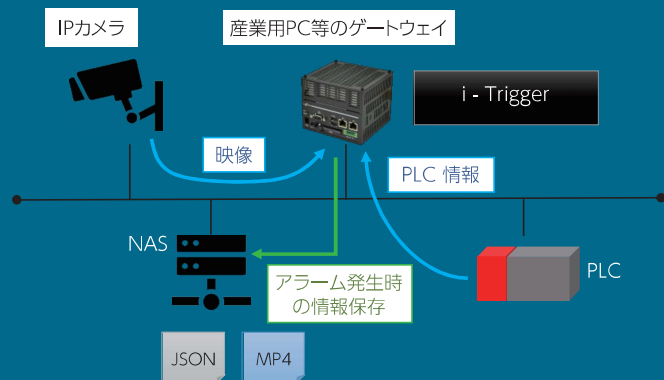 IPカメラ
産業用PC等のゲートウェイ
i - Trigger
映像
PLC 情報
NAS
PLC
アラーム発生時
の情報保存
JSON
MP4